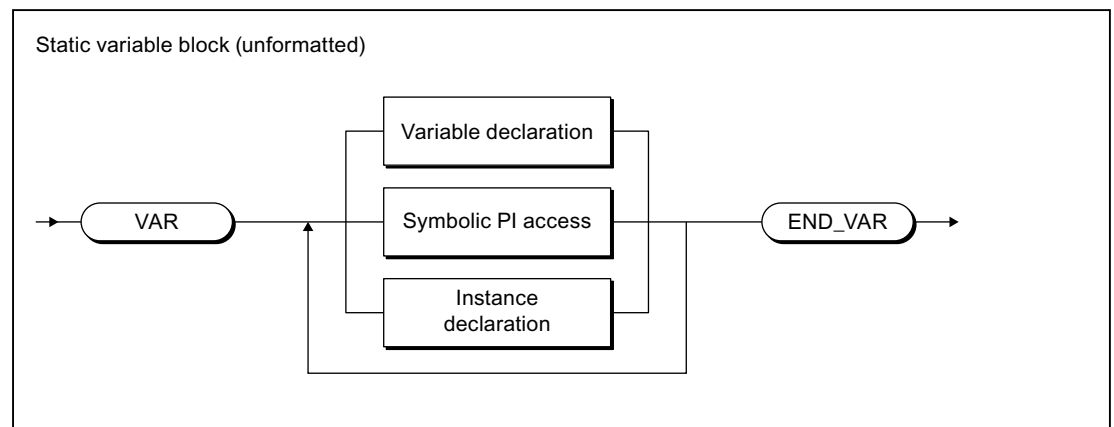 Static variable block (unformatted)
Variable declaration
VAR
Symbolic PI access
END_VAR
Instance
declaration